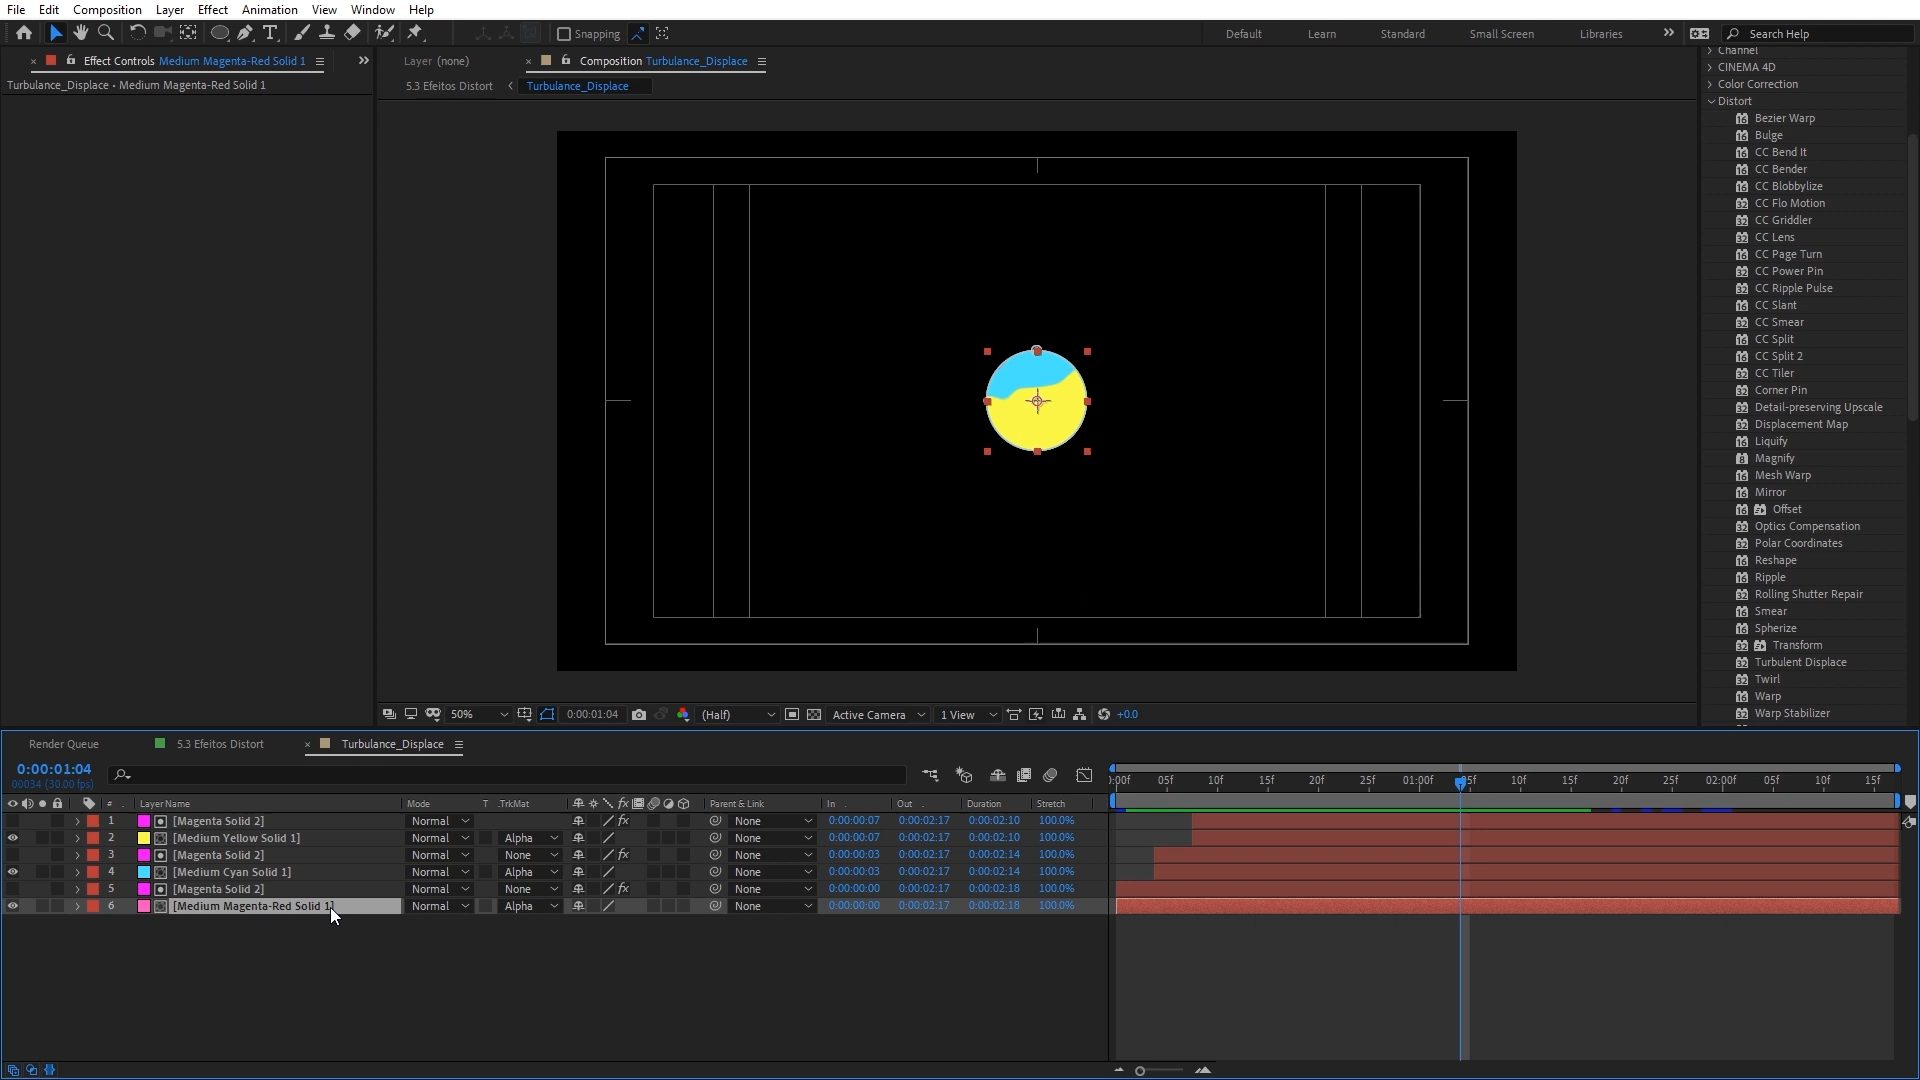 File Edit Composition Layer Effect Animation View Window Help
Snapping Default Learn Standard Small Screen Libraries Search Help
Effect Controls Medium Magenta-Red Solid 1
Turbulance_Displace • Medium Magenta-Red Solid 1
Layer (none) Composition Turbulance_Displace
5.3 Efeitos Distort Turbulance_Displace
Channel
CINEMA 4D
Color Correction
Distort
Bezier Warp
Bulge
CC Bend It
CC Bender
CC Blobbylize
CC Flo Motion
CC Griddler
CC Lens
CC Page Turn
CC Power Pin
CC Ripple Pulse
CC Slant
CC Smear
CC Split
CC Split 2
CC Tiler
Corner Pin
Detail-preserving Upscale
Displacement Map
Liquify
Magnify
Mesh Warp
Mirror
Offset
Optics Compensation
Polar Coordinates
Reshape
Ripple
Rolling Shutter Repair
Smear
Spherize
Transform
Turbulent Displace
Twirl
Warp
Warp Stabilizer
50% 0:00:01:04 (Half) Active Camera 1 View +0.0
Render Queue 5.3 Efeitos Distort Turbulance_Displace
0:00:01:04
00034 (30.00 fps)
:00f 05f 10f 15f 20f 25f 01:00f 05f 10f 15f 20f 25f 02:00f 05f 10f 15f
# Layer Name Mode T .TrkMat Parent & Link In Out Duration Stretch
1 [Magenta Solid 2] Normal None 0:00:00:07 0:00:02:17 0:00:02:10 100.0%
2 [Medium Yellow Solid 1] Normal Alpha None 0:00:00:07 0:00:02:17 0:00:02:10 100.0%
3 [Magenta Solid 2] Normal None None 0:00:00:03 0:00:02:17 0:00:02:14 100.0%
4 [Medium Cyan Solid 1] Normal Alpha None 0:00:00:03 0:00:02:17 0:00:02:14 100.0%
5 [Magenta Solid 2] Normal None None 0:00:00:00 0:00:02:17 0:00:02:18 100.0%
6 [Medium Magenta-Red Solid 1] Normal Alpha None 0:00:00:00 0:00:02:17 0:00:02:18 100.0%